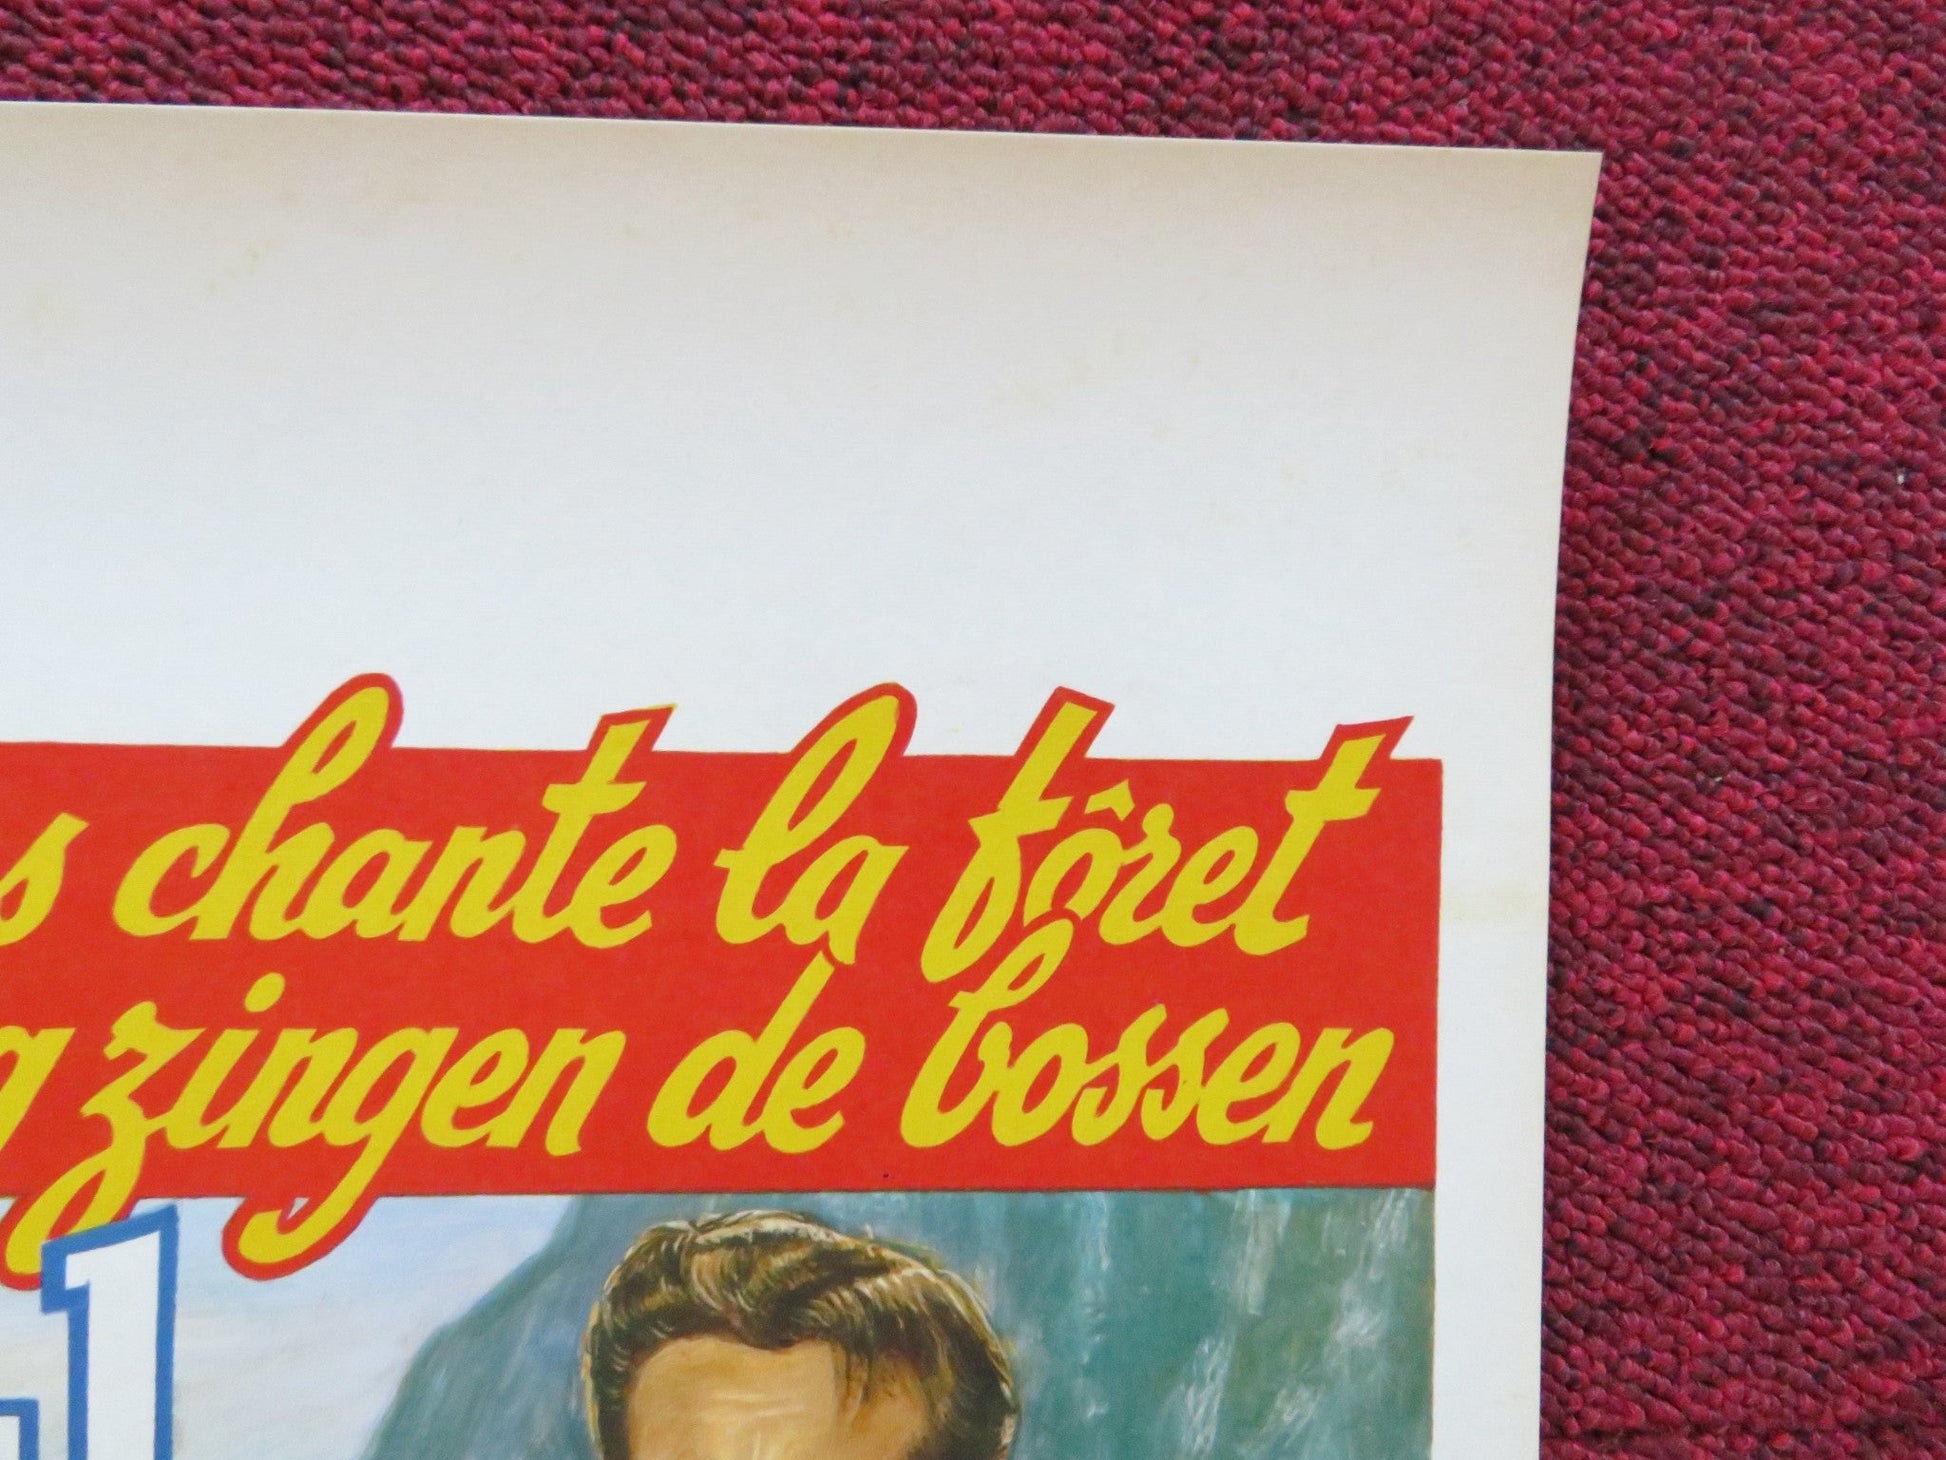 s chante la fôret
g zingen de bossen
l